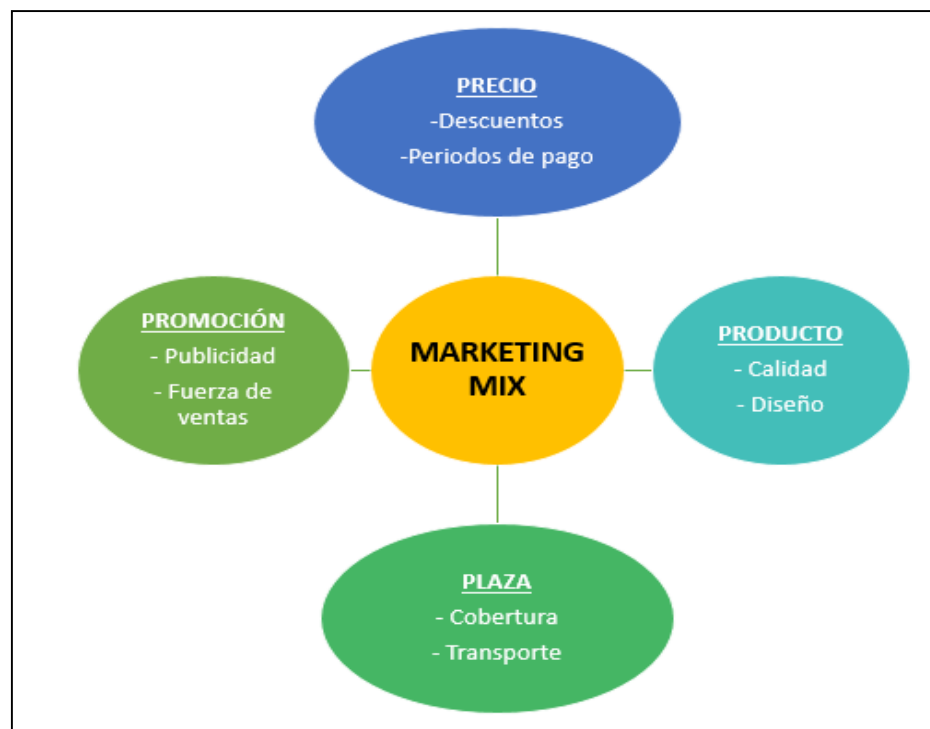 PRECIO
-Descuentos
-Periodos de pago
PROMOCIÓN
- Publicidad
- Fuerza de
ventas
MARKETING
MIX
PRODUCTO
- Calidad
- Diseño
PLAZA
- Cobertura
- Transporte